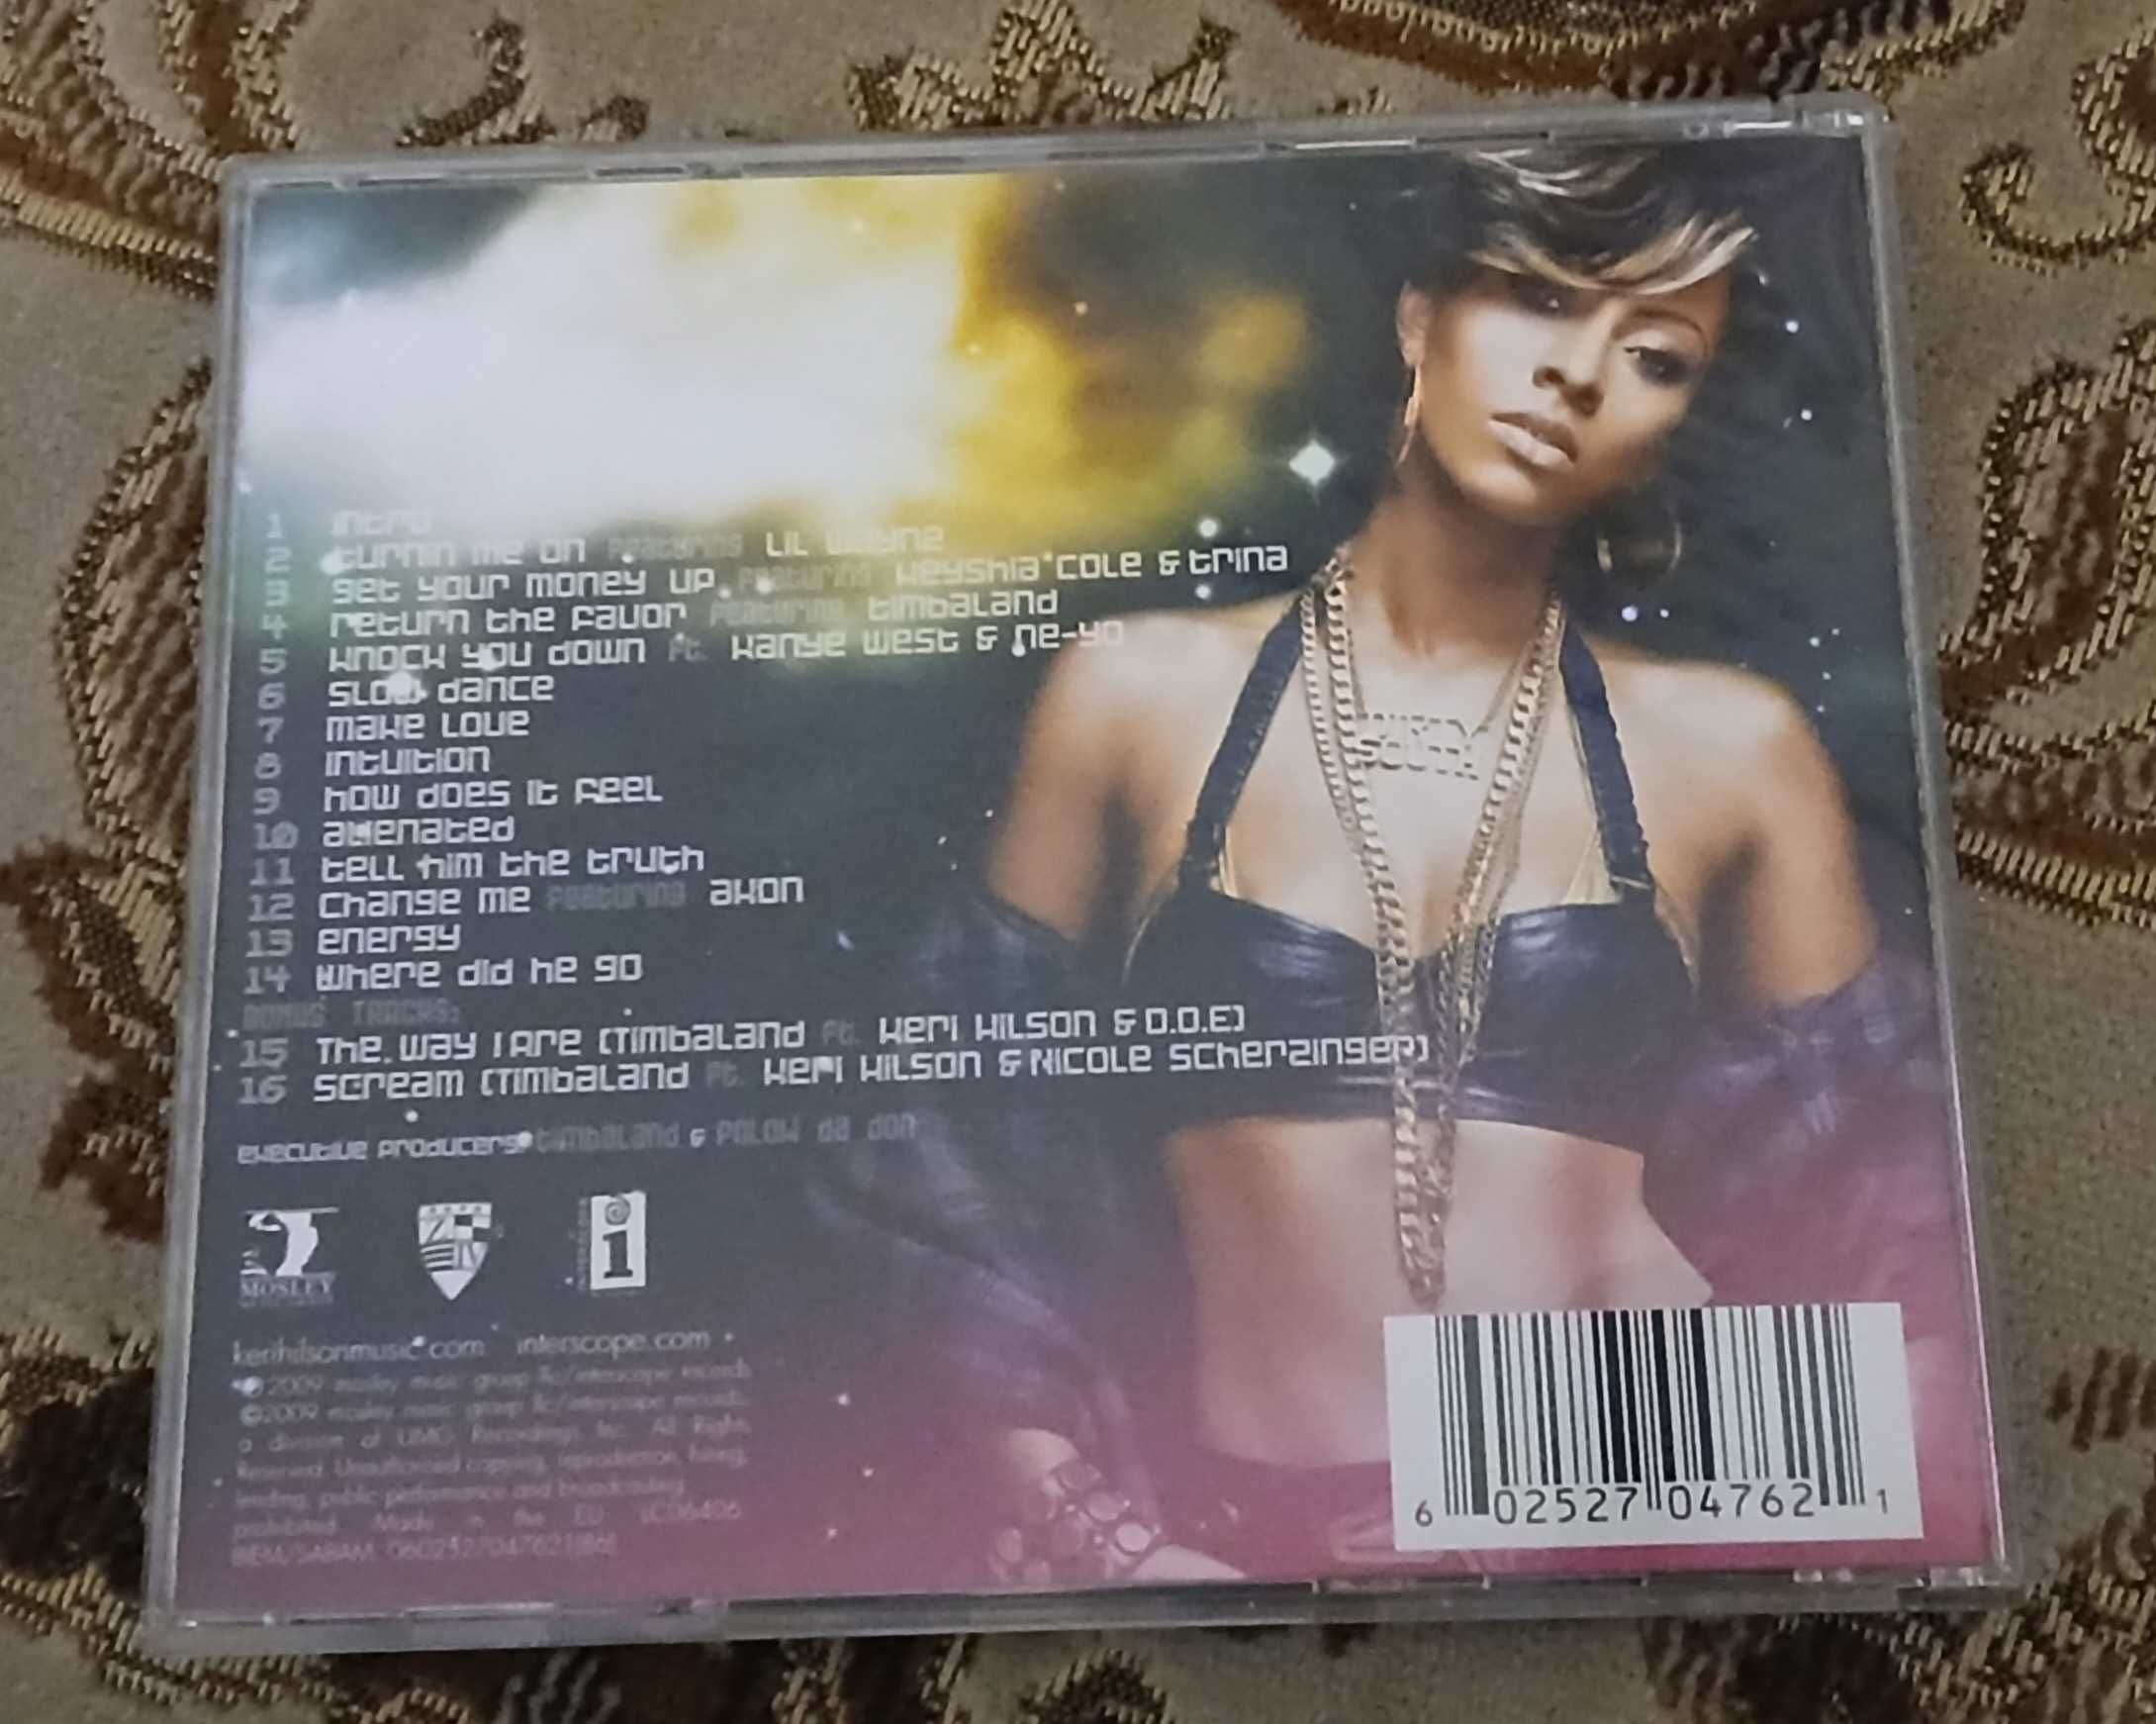 1 intro
2 turnin me on featuring lil wayne
3 get your money up featuring keyshia cole & trina
4 return the favor featuring timbaland
5 knock you down ft. kanye west & ne-yo
6 slow dance
7 make love
8 intuition
9 how does it feel
10 alienated
11 tell him the truth
12 change me featuring akon
13 energy
14 where did he go
BONUS TRACKS:
15 The way I Are (Timbaland ft. Keri Hilson & D.O.E)
16 Scream (Timbaland ft. Keri Hilson & Nicole Scherzinger)
executive producers: timbaland & polow da don
MOSLEY
i
kerihilsonmusic.com interscope.com
℗2009 mosley music group llc/interscope records
©2009 mosley music group llc/interscope records,
a division of UMG Recordings Inc. All Rights
Reserved. Unauthorised copying, reproduction, hiring,
lending, public performance and broadcasting
prohibited. Made in the EU LC06406
BIEM/SABAM
6 02527 04762 1